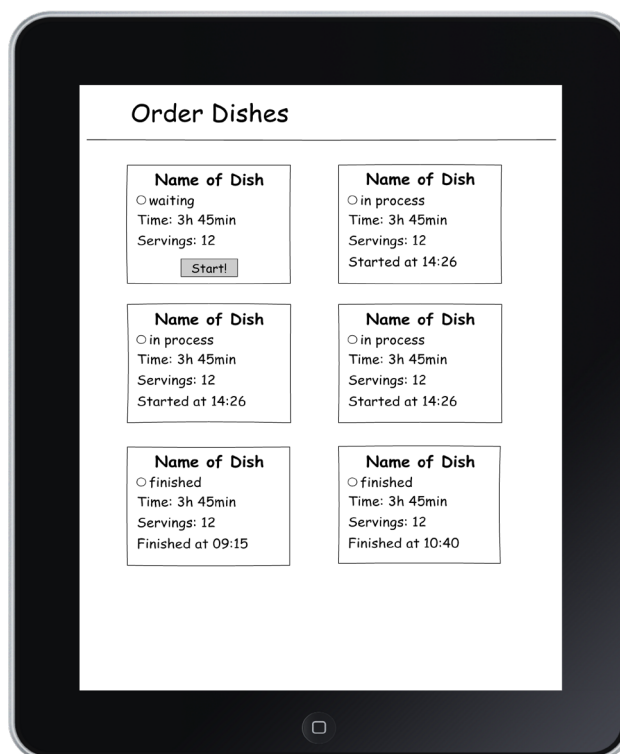 Order Dishes
Name of Dish
waiting
Time: 3h 45min
Servings: 12
Start!
Name of Dish
in process
Time: 3h 45min
Servings: 12
Started at 14:26
Name of Dish
in process
Time: 3h 45min
Servings: 12
Started at 14:26
Name of Dish
in process
Time: 3h 45min
Servings: 12
Started at 14:26
Name of Dish
finished
Time: 3h 45min
Servings: 12
Finished at 09:15
Name of Dish
finished
Time: 3h 45min
Servings: 12
Finished at 10:40